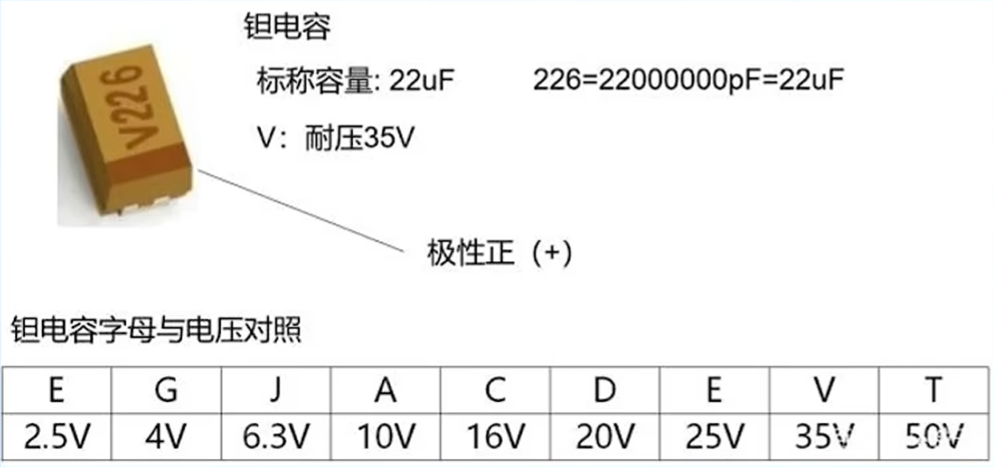 钽电容
标称容量: 22uF 226=22000000pF=22uF
V：耐压35V
V226
极性正（+）
钽电容字母与电压对照
E G J A C D E V T
2.5V 4V 6.3V 10V 16V 20V 25V 35V 50V